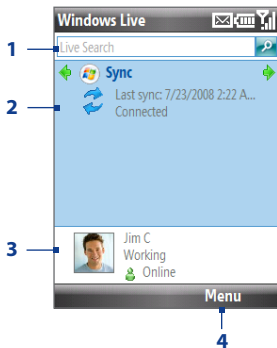 Windows Live
1
Live Search
2
Sync
Last sync: 7/23/2008 2:22 A...
Connected
3
Jim C
Working
Online
Menu
4